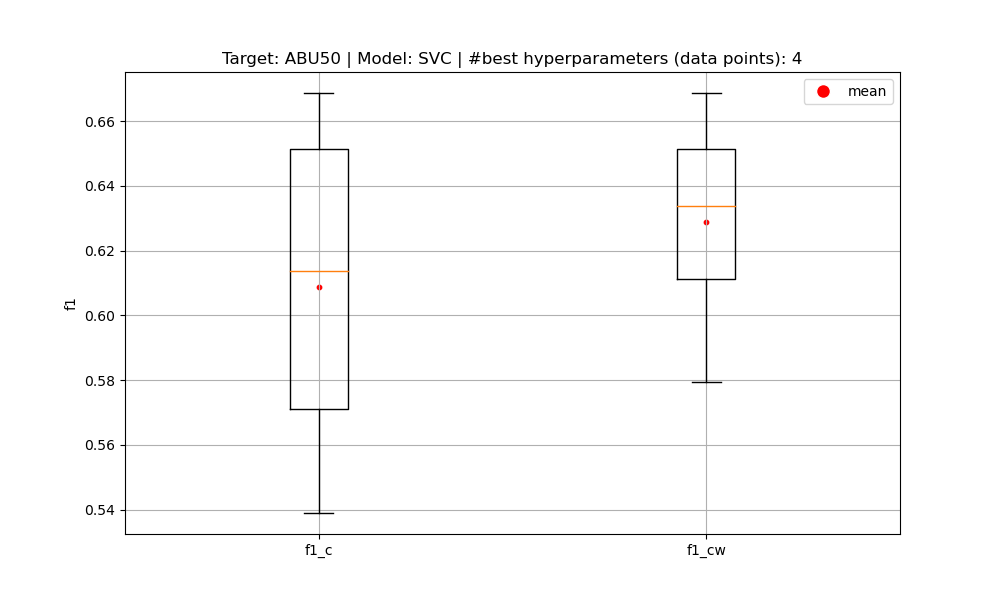 Target: ABU50 | Model: SVC | #best hyperparameters (data points): 4
mean
0.66
0.64
0.62
0.60
0.58
0.56
0.54
f1
f1_c
f1_cw